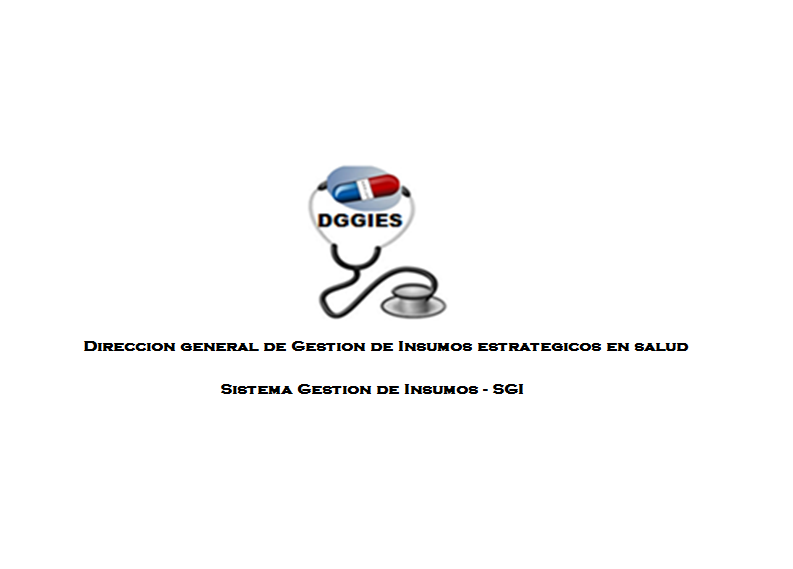 DGGIES
Direccion general de Gestion de Insumos estrategicos en salud
Sistema Gestion de Insumos - SGI